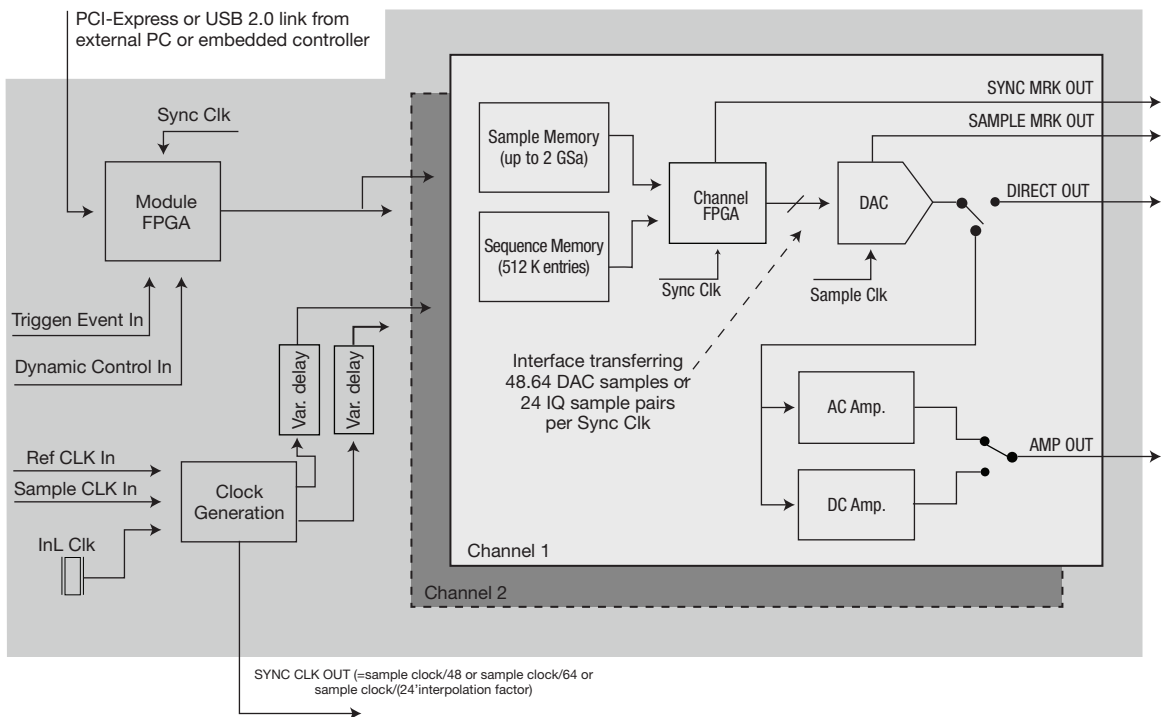 PCI-Express or USB 2.0 link from
external PC or embedded controller
Sync Clk
Module
FPGA
Triggen Event In
Dynamic Control In
Ref CLK In
Sample CLK In
InL Clk
Clock
Generation
Var. delay
Var. delay
SYNC CLK OUT (=sample clock/48 or sample clock/64 or
sample clock/(24'interpolation factor)
Sample Memory
(up to 2 GSa)
Sequence Memory
(512 K entries)
Channel
FPGA
Sync Clk
DAC
Sample Clk
SYNC MRK OUT
SAMPLE MRK OUT
DIRECT OUT
Interface transferring
48.64 DAC samples or
24 IQ sample pairs
per Sync Clk
AC Amp.
DC Amp.
AMP OUT
Channel 1
Channel 2